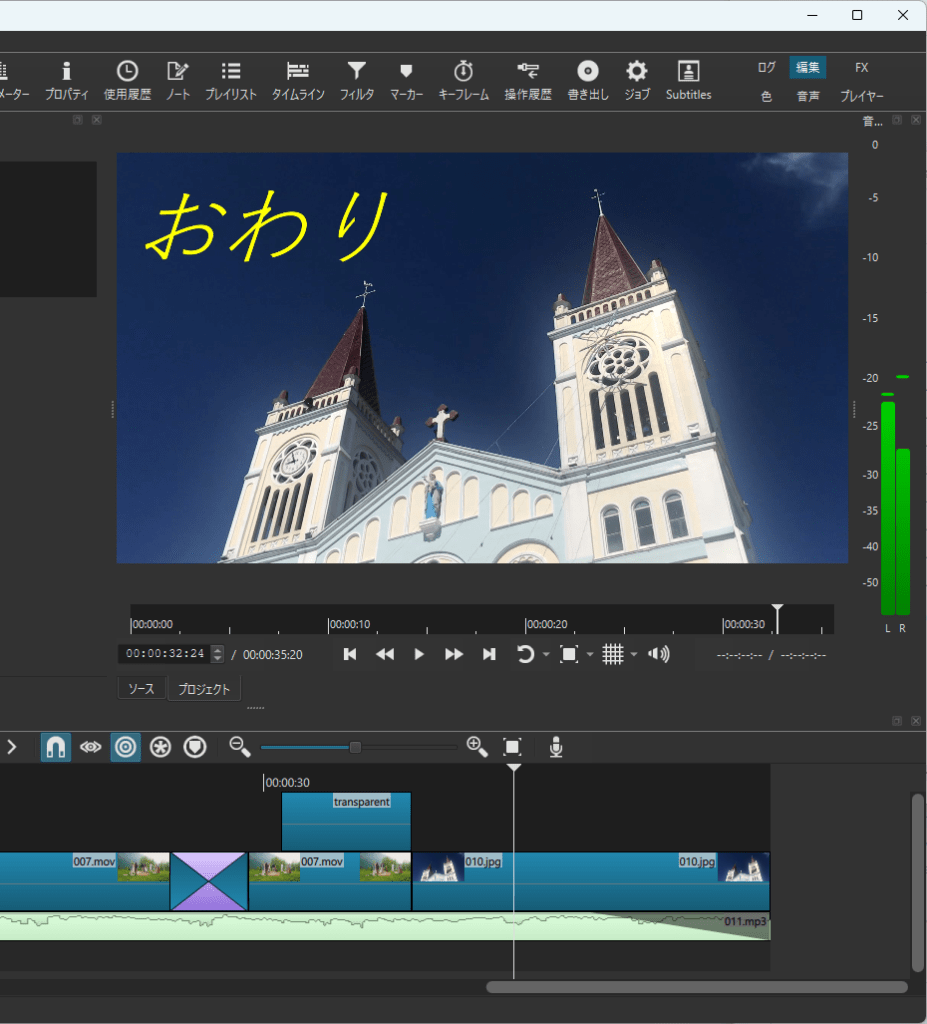 メーター プロパティ 使用履歴 ノート プレイリスト タイムライン フィルタ マーカー キーフレーム 操作履歴 書き出し ジョブ Subtitles
ログ 編集 FX
色 音声 プレイヤー
音...
0
-5
-10
-15
-20
-25
-30
-35
-40
-50
L R
おわり
00:00:00 00:00:10 00:00:20 00:00:30
00:00:32:24 / 00:00:35:20 --:--:--:-- / --:--:--:--
ソース プロジェクト
00:00:30
transparent
007.mov 007.mov 010.jpg 010.jpg
011.mp3